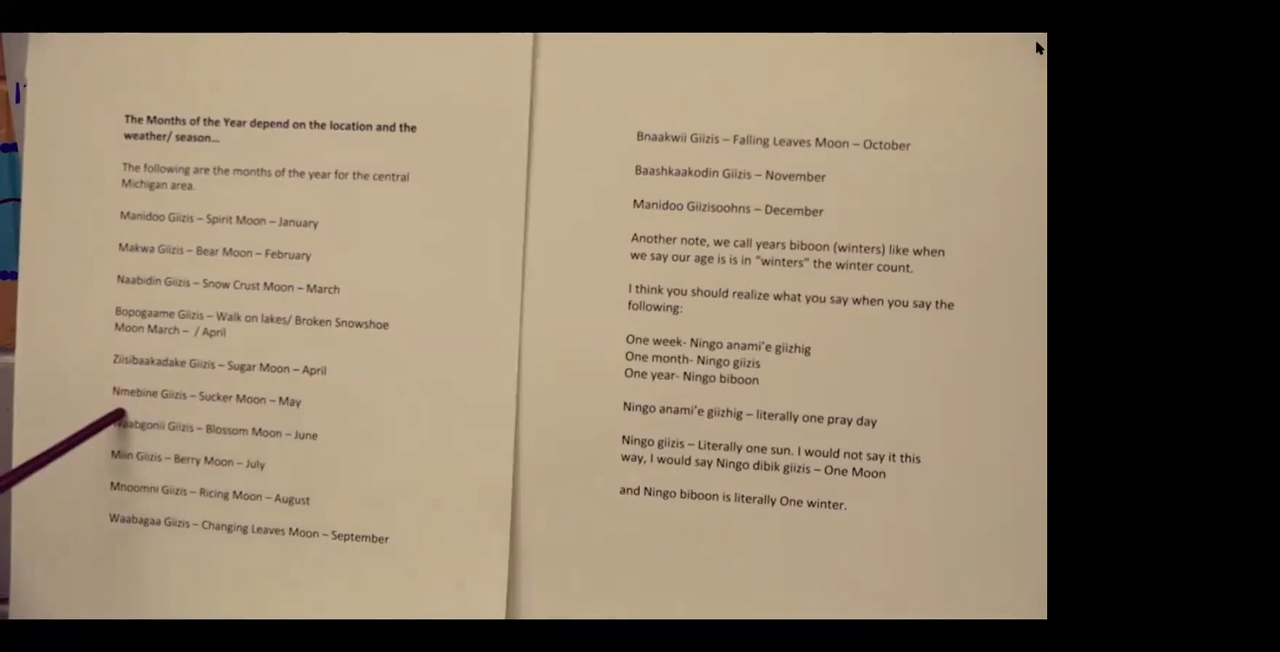 The Months of the Year depend on the location and the
weather/ season...
The following are the months of the year for the central
Michigan area.
Manidoo Giizis – Spirit Moon – January
Makwa Giizis – Bear Moon – February
Naabidin Giizis – Snow Crust Moon – March
Bopogaame Giizis – Walk on lakes/ Broken Snowshoe
Moon March – / April
Ziisibaakadake Giizis – Sugar Moon – April
Nmebine Giizis – Sucker Moon – May
Waabgonii Giizis – Blossom Moon – June
Miin Giizis – Berry Moon – July
Mnoomni Giizis – Ricing Moon – August
Waabagaa Giizis – Changing Leaves Moon – September
Bnaakwii Giizis – Falling Leaves Moon – October
Baashkaakodin Giizis – November
Manidoo Giizisoohns – December
Another note, we call years biboon (winters) like when
we say our age is is in "winters" the winter count.
I think you should realize what you say when you say the
following:
One week- Ningo anami'e giizhig
One month- Ningo giizis
One year- Ningo biboon
Ningo anami'e giizhig – literally one pray day
Ningo giizis – Literally one sun. I would not say it this
way, I would say Ningo dibik giizis – One Moon
and Ningo biboon is literally One winter.